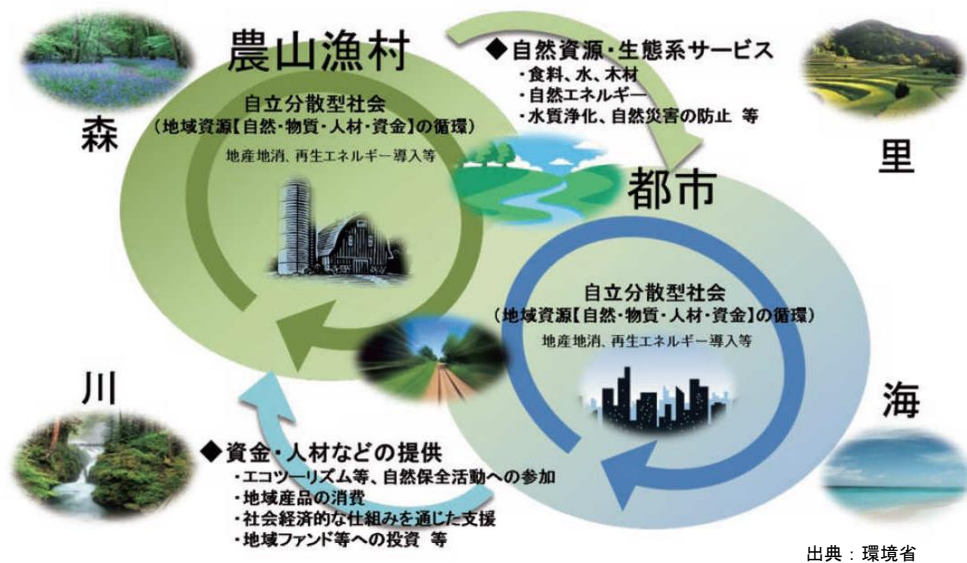 農山漁村
自立分散型社会
(地域資源【自然・物質・人材・資金】の循環)
地産地消、再生エネルギー導入等
◆自然資源・生態系サービス
・食料、水、木材
・自然エネルギー
・水質浄化、自然災害の防止 等
森
里
都市
自立分散型社会
(地域資源【自然・物質・人材・資金】の循環)
地産地消、再生エネルギー導入等
川
海
◆資金・人材などの提供
・エコツーリズム等、自然保全活動への参加
・地域産品の消費
・社会経済的な仕組みを通じた支援
・地域ファンド等への投資 等
出典：環境省